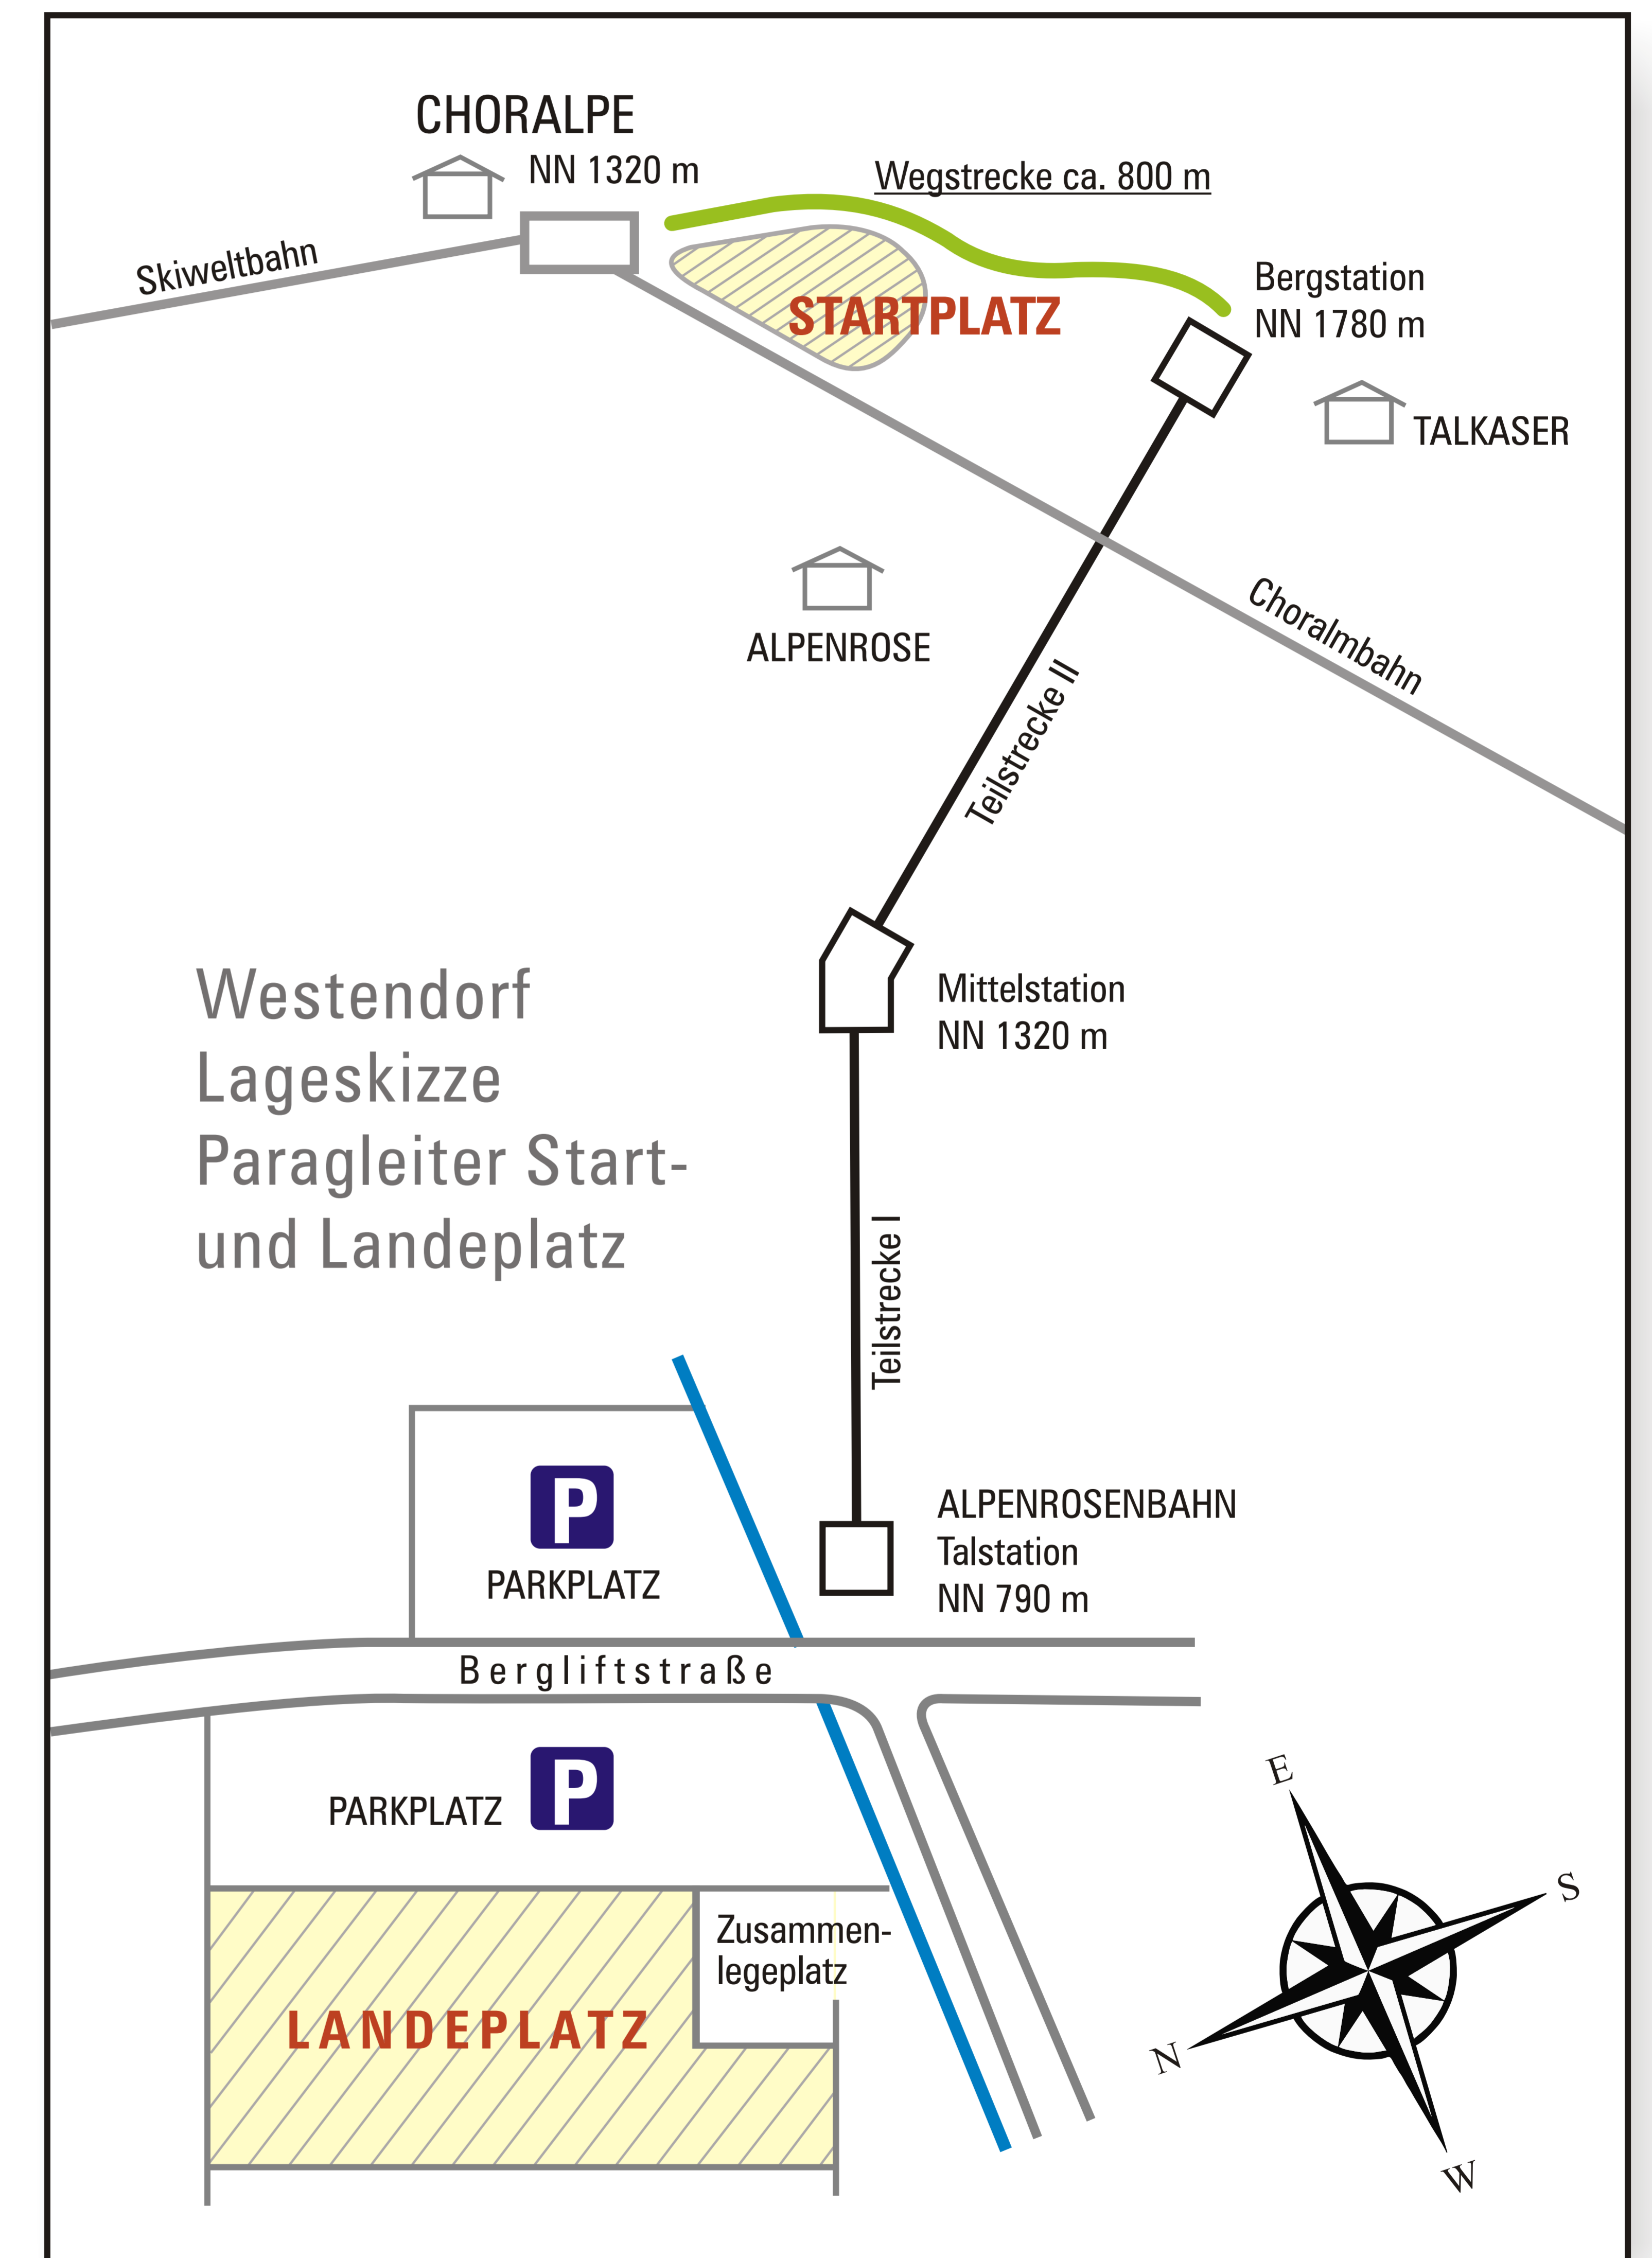 CHORALPE
NN 1320 m
Wegstrecke ca. 800 m
Skiweltbahn
Bergstation
NN 1780 m
STARTPLATZ
TALKASER
ALPENROSE
Choralmbahn
Teilstrecke II
Westendorf
Lageskizze
Paragleiter Start-
und Landeplatz
Mittelstation
NN 1320 m
Teilstrecke I
P
PARKPLATZ
ALPENROSENBAHN
Talstation
NN 790 m
Bergliftstraße
PARKPLATZ
P
Zusammen-
legeplatz
LANDEPLATZ
E
S
N
W